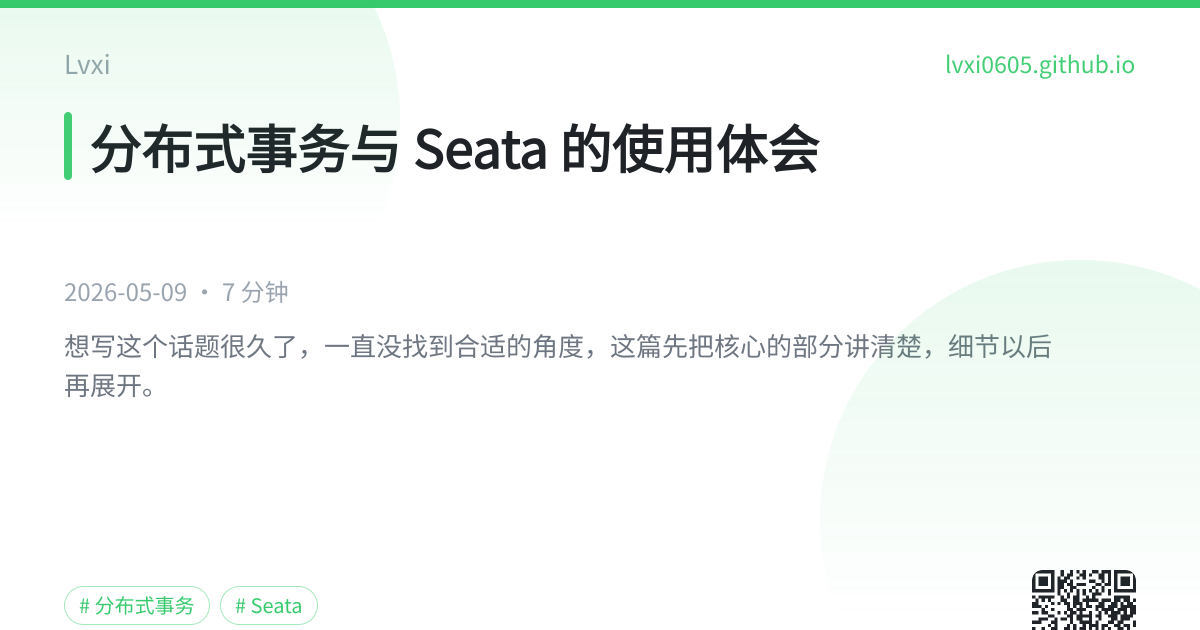 Lvxi
lvxi0605.github.io
分布式事务与 Seata 的使用体会
2026-05-09 · 7 分钟
想写这个话题很久了，一直没找到合适的角度，这篇先把核心的部分讲清楚，细节以后
再展开。
# 分布式事务
# Seata